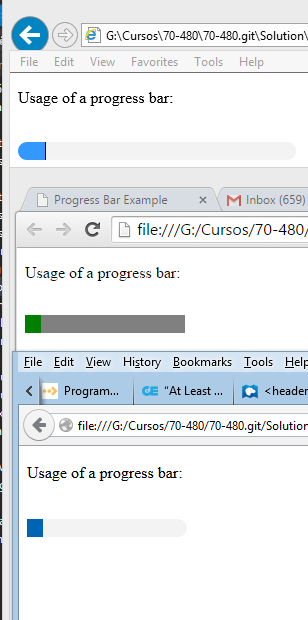 G:\Cursos\70-480\70-480.git\Solution\
File Edit View Favorites Tools Help
Usage of a progress bar:
Progress Bar Example
Inbox (659)
file:///G:/Cursos/70-480/
Usage of a progress bar:
File Edit View History Bookmarks Tools Help
Program... "At Least ... <header
file:///G:/Cursos/70-480/70-480.git/Solution
Usage of a progress bar: